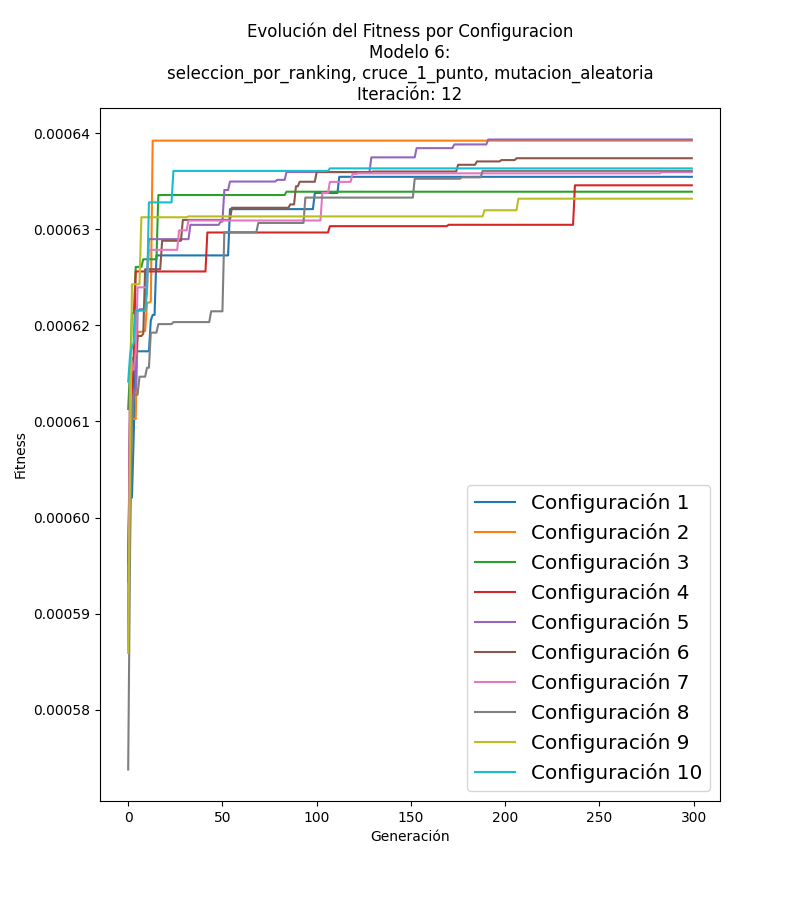 Evolución del Fitness por Configuracion
Modelo 6:
seleccion_por_ranking, cruce_1_punto, mutacion_aleatoria
Iteración: 12
0.00064
0.00063
0.00062
0.00061
0.00060
0.00059
0.00058
Fitness
Configuración 1
Configuración 2
Configuración 3
Configuración 4
Configuración 5
Configuración 6
Configuración 7
Configuración 8
Configuración 9
Configuración 10
0 50 100 150 200 250 300
Generación